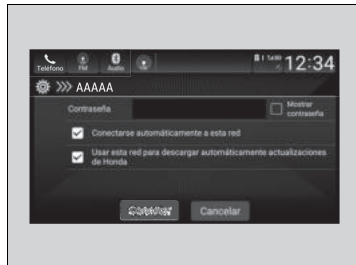 Teléfono FM Audio 12:34
AAAAA
Contraseña Mostrar contraseña
Conectarse automáticamente a esta red
Usar esta red para descargar automáticamente actualizaciones
de Honda
Cancelar